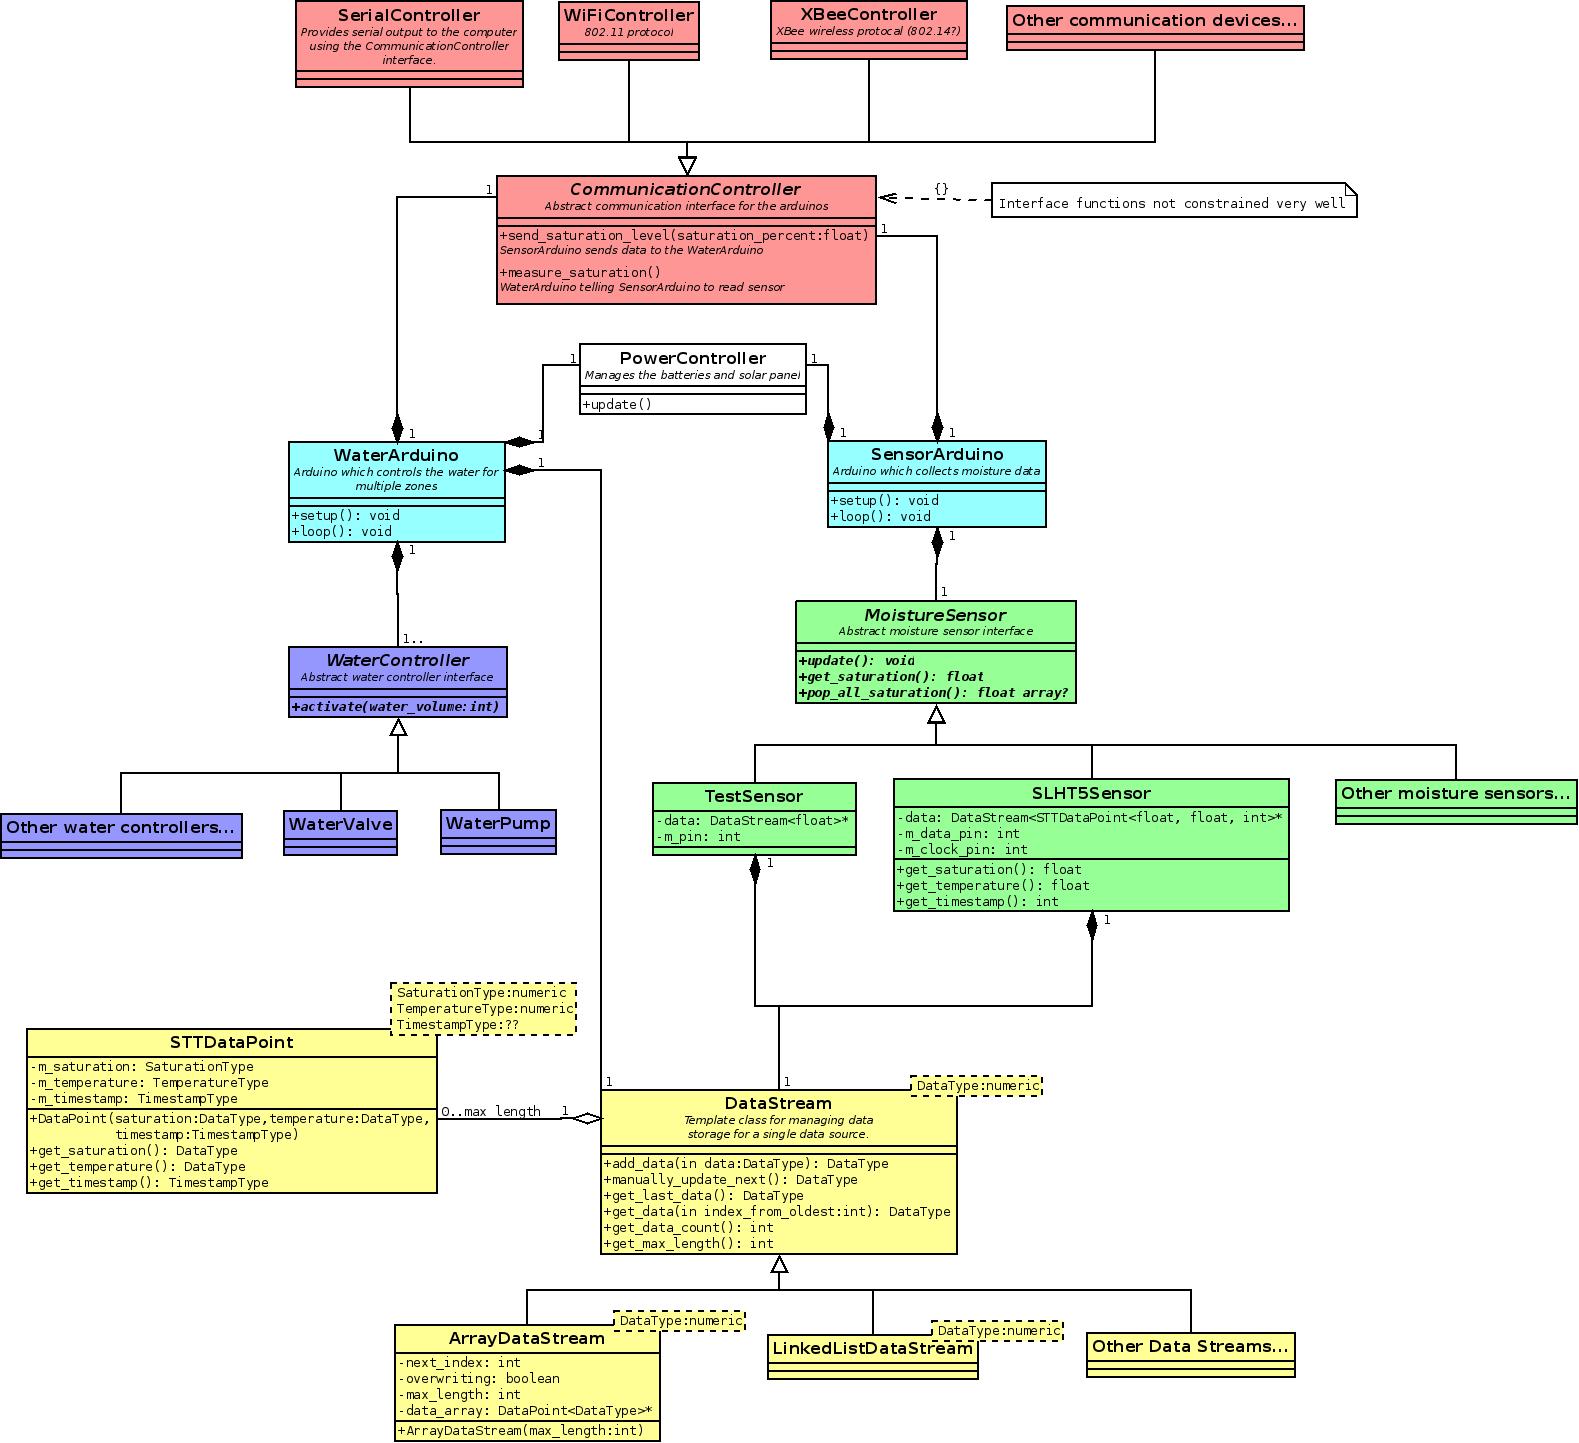 SerialController
Provides serial output to the computer
using the CommunicationController
interface.
WiFiController
802.11 protocol
XBeeController
XBee wireless protocal (802.14?)
Other communication devices...
1
CommunicationController
Abstract communication interface for the arduinos
+send_saturation_level(saturation_percent:float)
SensorArduino sends data to the WaterArduino
+measure_saturation()
WaterArduino telling SensorArduino to read sensor
{}
Interface functions not constrained very well
1
1
PowerController
Manages the batteries and solar panel
+update()
1
1
1
1
1
1
WaterArduino
Arduino which controls the water for
multiple zones
+setup(): void
+loop(): void
1
SensorArduino
Arduino which collects moisture data
+setup(): void
+loop(): void
1
1
1
1..
WaterController
Abstract water controller interface
+activate(water_volume:int)
MoistureSensor
Abstract moisture sensor interface
+update(): void
+get_saturation(): float
+pop_all_saturation(): float array?
Other water controllers...
WaterValve
WaterPump
TestSensor
-data: DataStream<float>*
-m_pin: int
1
SLHT5Sensor
-data: DataStream<STTDataPoint<float, float, int>*
-m_data_pin: int
-m_clock_pin: int
+get_saturation(): float
+get_temperature(): float
+get_timestamp(): int
1
Other moisture sensors...
SaturationType:numeric
TemperatureType:numeric
TimestampType:??
STTDataPoint
-m_saturation: SaturationType
-m_temperature: TemperatureType
-m_timestamp: TimestampType
+DataPoint(saturation:DataType,temperature:DataType,
timestamp:TimestampType)
+get_saturation(): DataType
+get_temperature(): DataType
+get_timestamp(): TimestampType
0..max length
1
1
1
DataType:numeric
DataStream
Template class for managing data
storage for a single data source.
+add_data(in data:DataType): DataType
+manually_update_next(): DataType
+get_last_data(): DataType
+get_data(in index_from_oldest:int): DataType
+get_data_count(): int
+get_max_length(): int
DataType:numeric
ArrayDataStream
-next_index: int
-overwriting: boolean
-max_length: int
-data_array: DataPoint<DataType>*
+ArrayDataStream(max_length:int)
DataType:numeric
LinkedListDataStream
Other Data Streams...